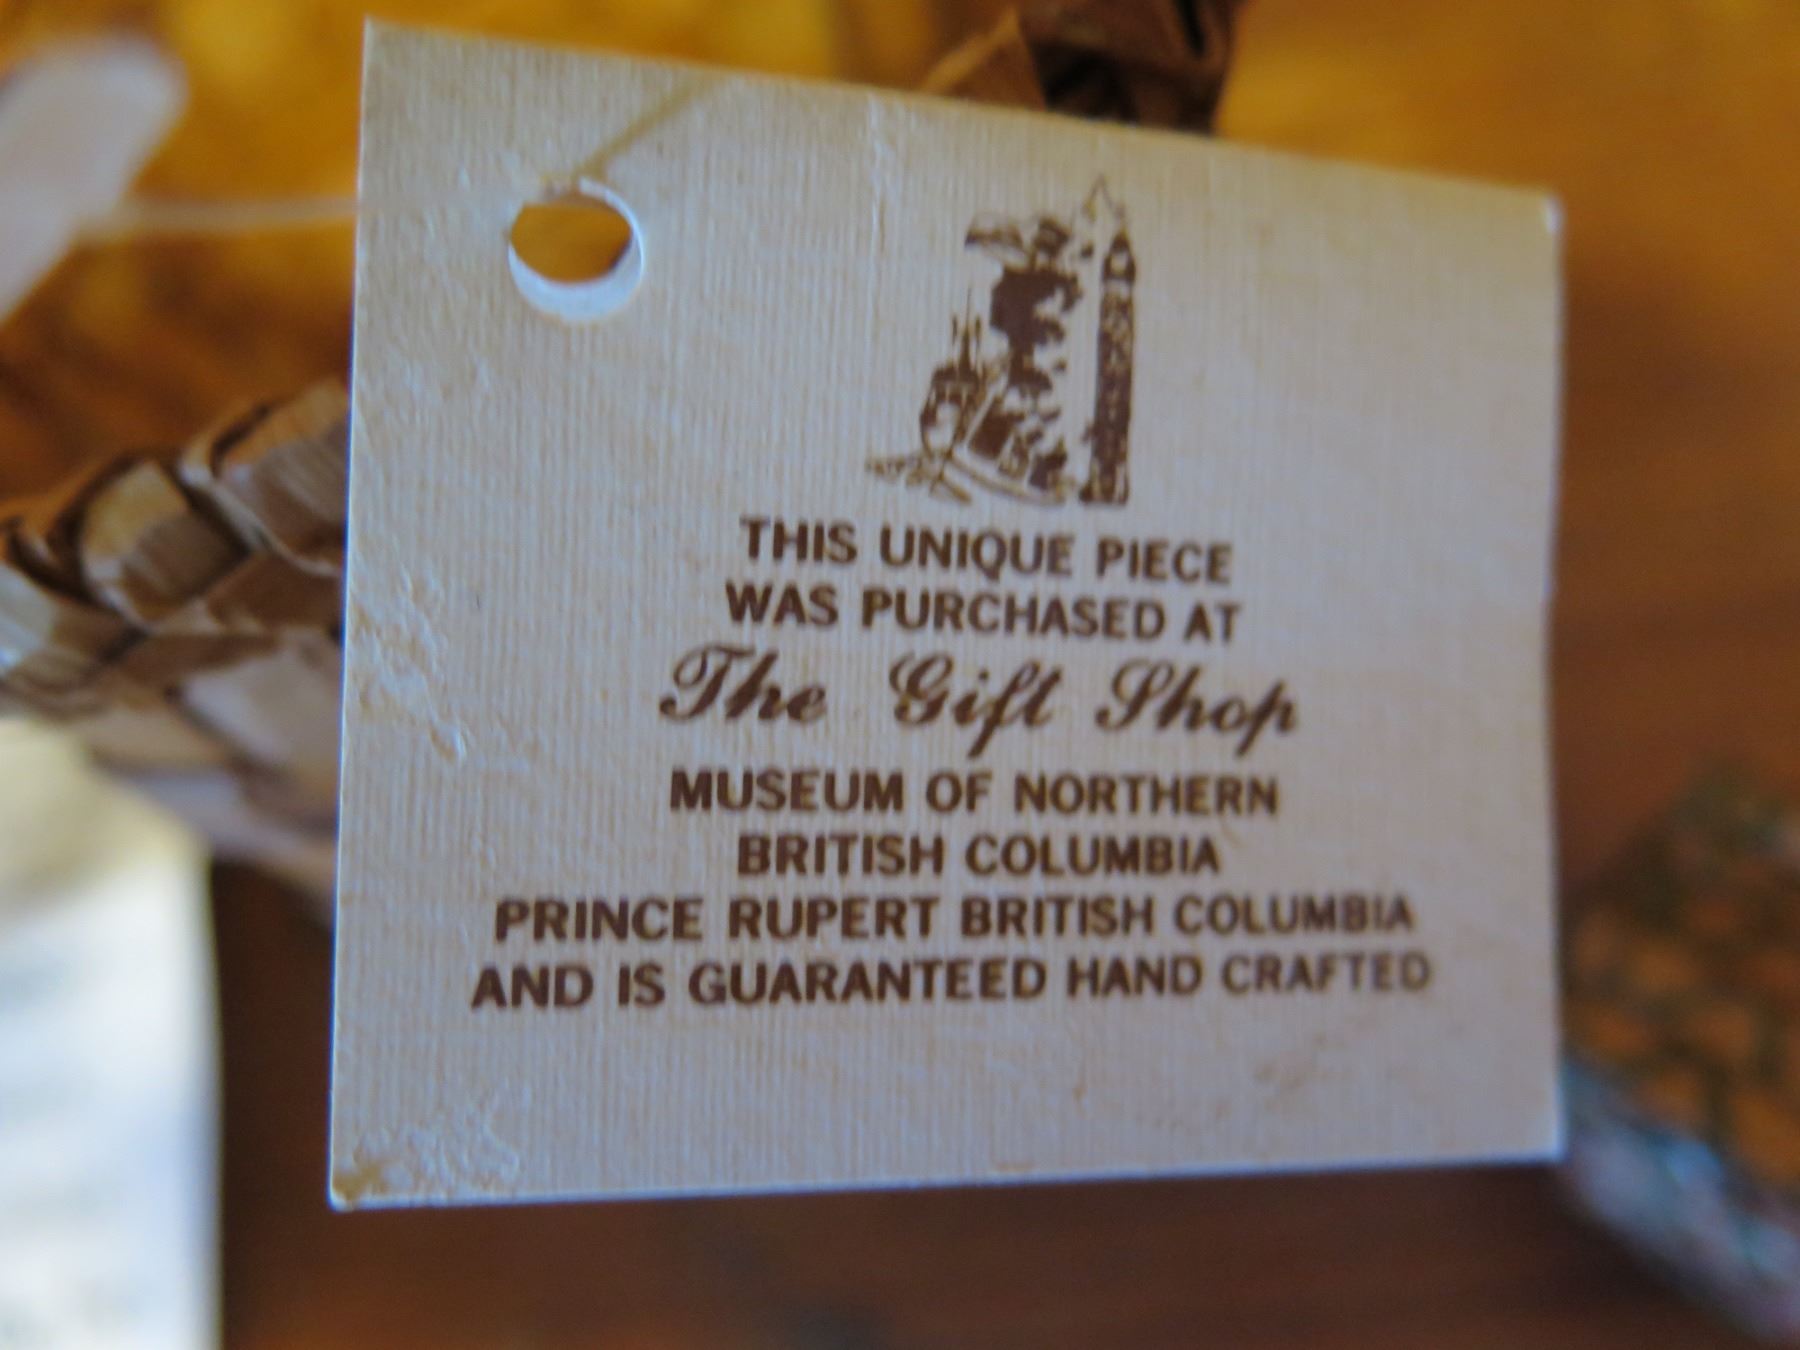 THIS UNIQUE PIECE
WAS PURCHASED AT
The Gift Shop
MUSEUM OF NORTHERN
BRITISH COLUMBIA
PRINCE RUPERT BRITISH COLUMBIA
AND IS GUARANTEED HAND CRAFTED